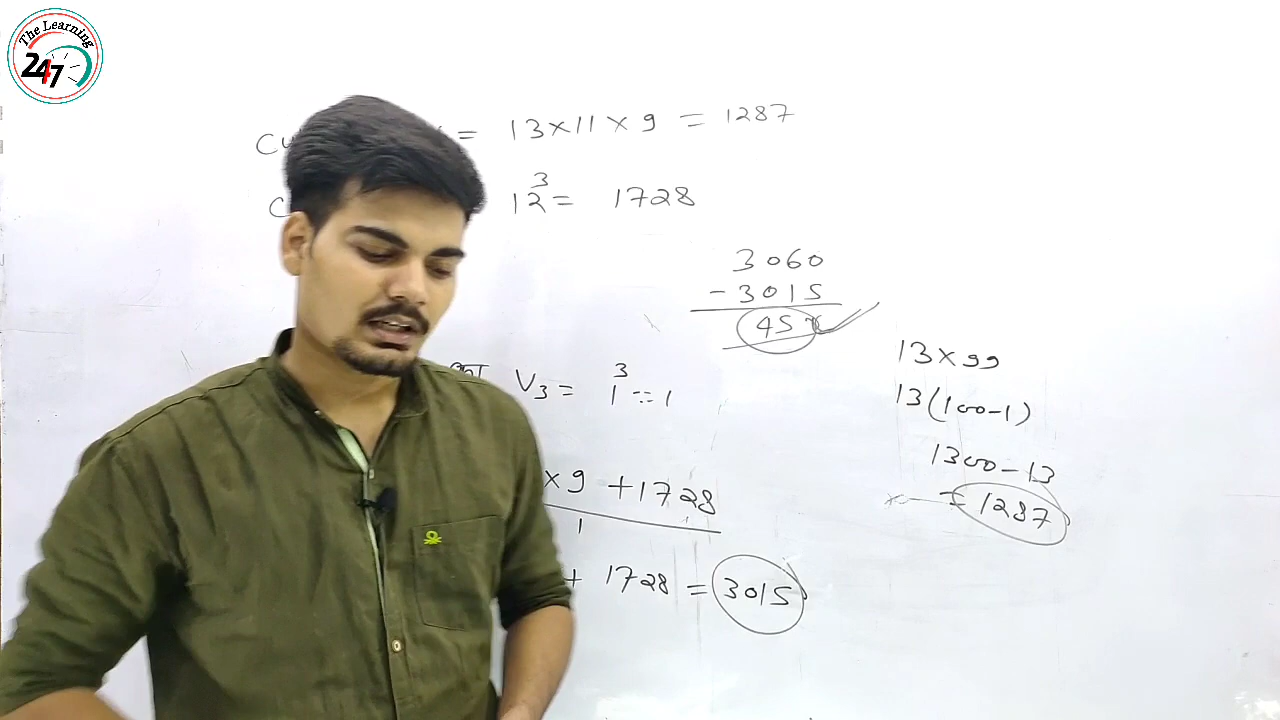 The Learning
247
= 13×11×9 = 1287
12³ = 1728
3060
- 3015
45
V₃ = 1³ = 1
13×99
13(100-1)
1300-13
= 1287
×9 +1728
1
+ 1728 = 3015